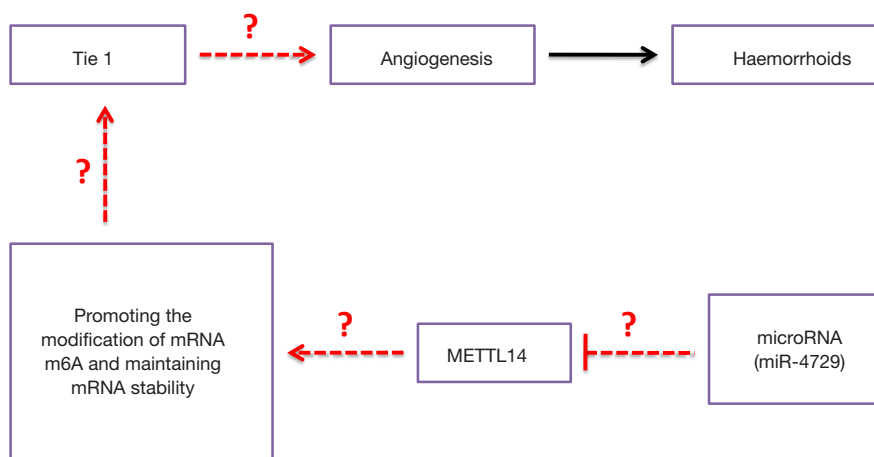 ?
Tie 1
Angiogenesis
Haemorrhoids
?
Promoting the
modification of mRNA
m6A and maintaining
mRNA stability
?
METTL14
?
microRNA
(miR-4729)